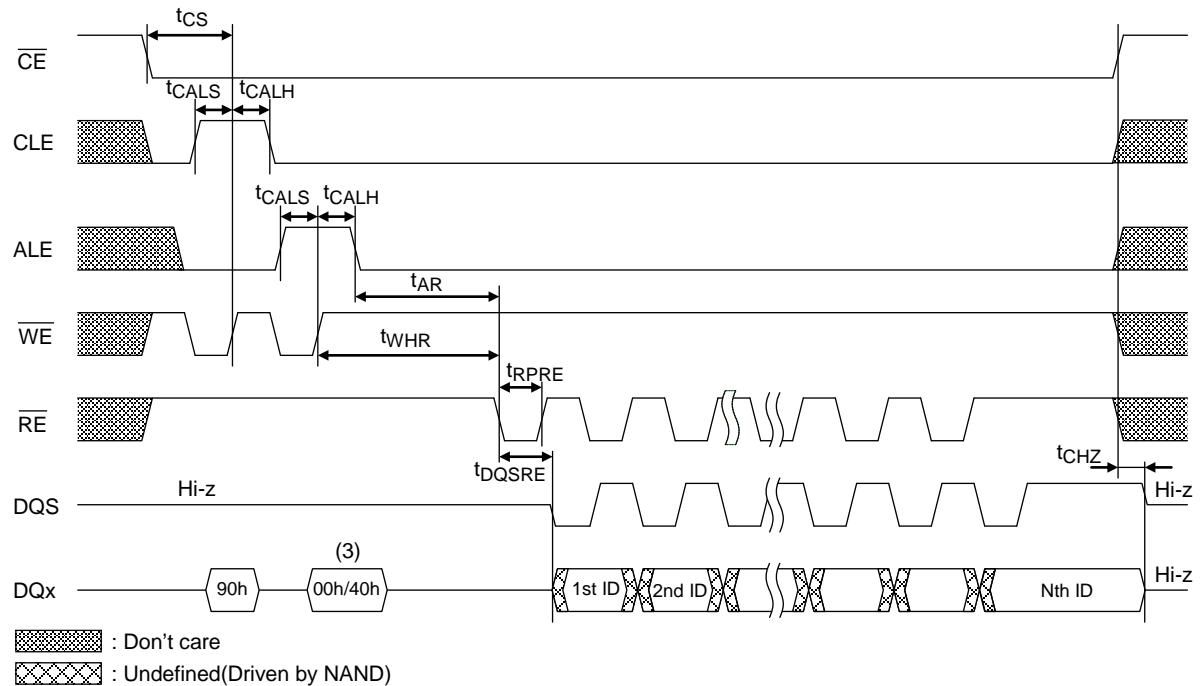 tCS
CE
tCALS tCALH
CLE
tCALS tCALH
ALE
tAR
WE
tWHR
tRPRE
RE
tDQSRE
tCHZ
Hi-z
Hi-z
DQS
(3)
DQx
90h
00h/40h
1st ID
2nd ID
Nth ID
Hi-z
: Don't care
: Undefined(Driven by NAND)